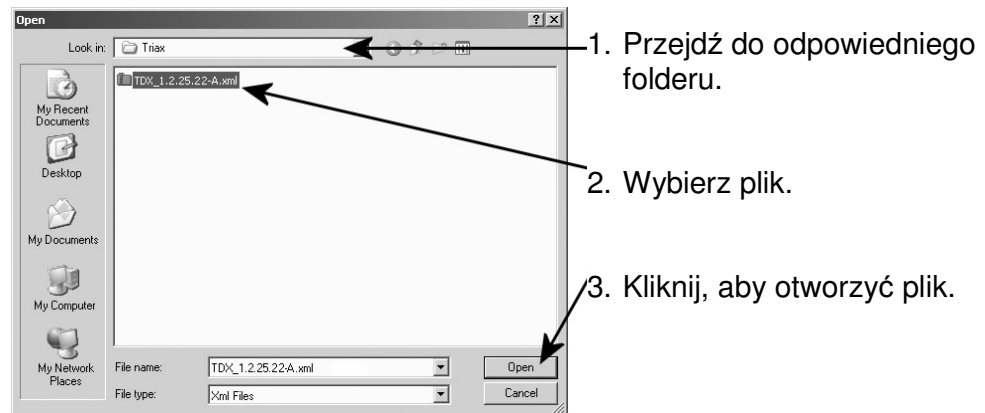 Open
Look in:
Triax
TDX_1.2.25.22-A.xml
My Recent
Documents
Desktop
My Documents
My Computer
My Network
Places
File name:
TDX_1.2.25.22-A.xml
Open
File type:
Xml Files
Cancel
1. Przejdź do odpowiedniego
folderu.
2. Wybierz plik.
3. Kliknij, aby otworzyć plik.